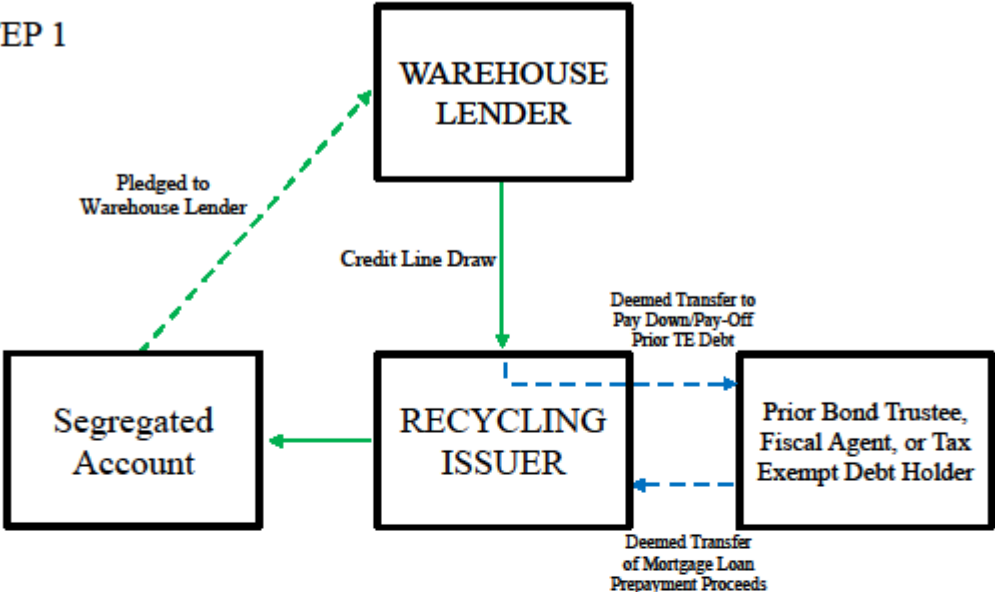 EP 1
WAREHOUSE
LENDER
Pledged to
Warehouse Lender
Credit Line Draw
Deemed Transfer to
Pay Down/Pay-Off
Prior TE Debt
Segregated
Account
RECYCLING
ISSUER
Prior Bond Trustee,
Fiscal Agent, or Tax
Exempt Debt Holder
Deemed Transfer
of Mortgage Loan
Prepayment Proceeds